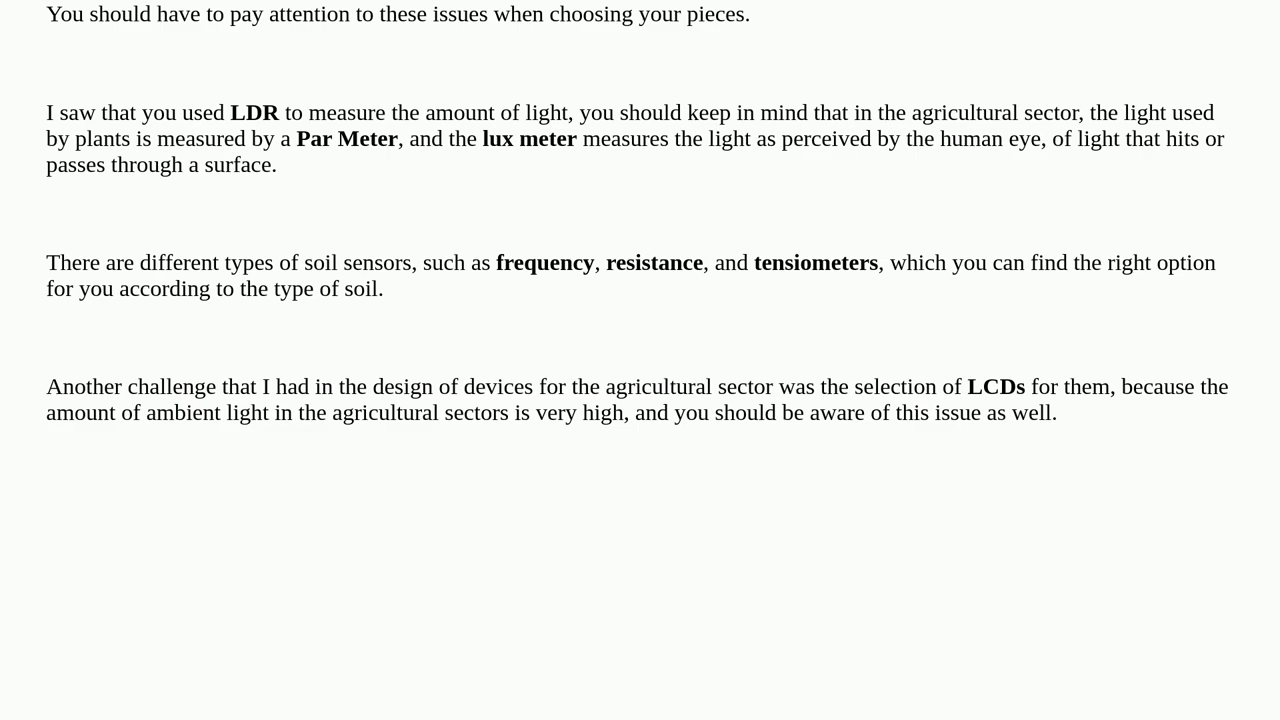 You should have to pay attention to these issues when choosing your pieces.
I saw that you used LDR to measure the amount of light, you should keep in mind that in the agricultural sector, the light used
by plants is measured by a Par Meter, and the lux meter measures the light as perceived by the human eye, of light that hits or
passes through a surface.
There are different types of soil sensors, such as frequency, resistance, and tensiometers, which you can find the right option
for you according to the type of soil.
Another challenge that I had in the design of devices for the agricultural sector was the selection of LCDs for them, because the
amount of ambient light in the agricultural sectors is very high, and you should be aware of this issue as well.